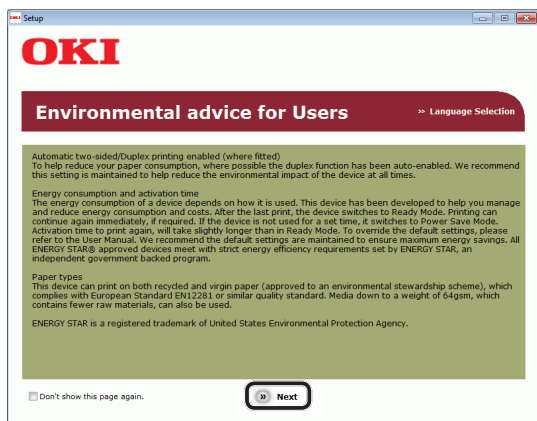 OKI Setup
OKI
Environmental advice for Users
» Language Selection
Automatic two-sided/Duplex printing enabled (where fitted)
To help reduce your paper consumption, where possible the duplex function has been auto-enabled. We recommend
this setting is maintained to help reduce the environmental impact of the device at all times.
Energy consumption and activation time
The energy consumption of a device depends on how it is used. This device has been developed to help you manage
and reduce energy consumption and costs. After the last print, the device switches to Ready Mode. Printing can
continue again immediately, if required. If the device is not used for a set time, it switches to Power Save Mode.
Activation time to print again, will take slightly longer than in Ready Mode. To override the default settings, please
refer to the User Manual. We recommend the default settings are maintained to ensure maximum energy savings. All
ENERGY STAR® approved devices meet with strict energy efficiency requirements set by ENERGY STAR, an
independent government backed program.
Paper types
This device can print on both recycled and virgin paper (approved to an environmental stewardship scheme), which
complies with European Standard EN12281 or similar quality standard. Media down to a weight of 64gsm, which
contains fewer raw materials, can also be used.
ENERGY STAR is a registered trademark of United States Environmental Protection Agency.
Don't show this page again.
» Next